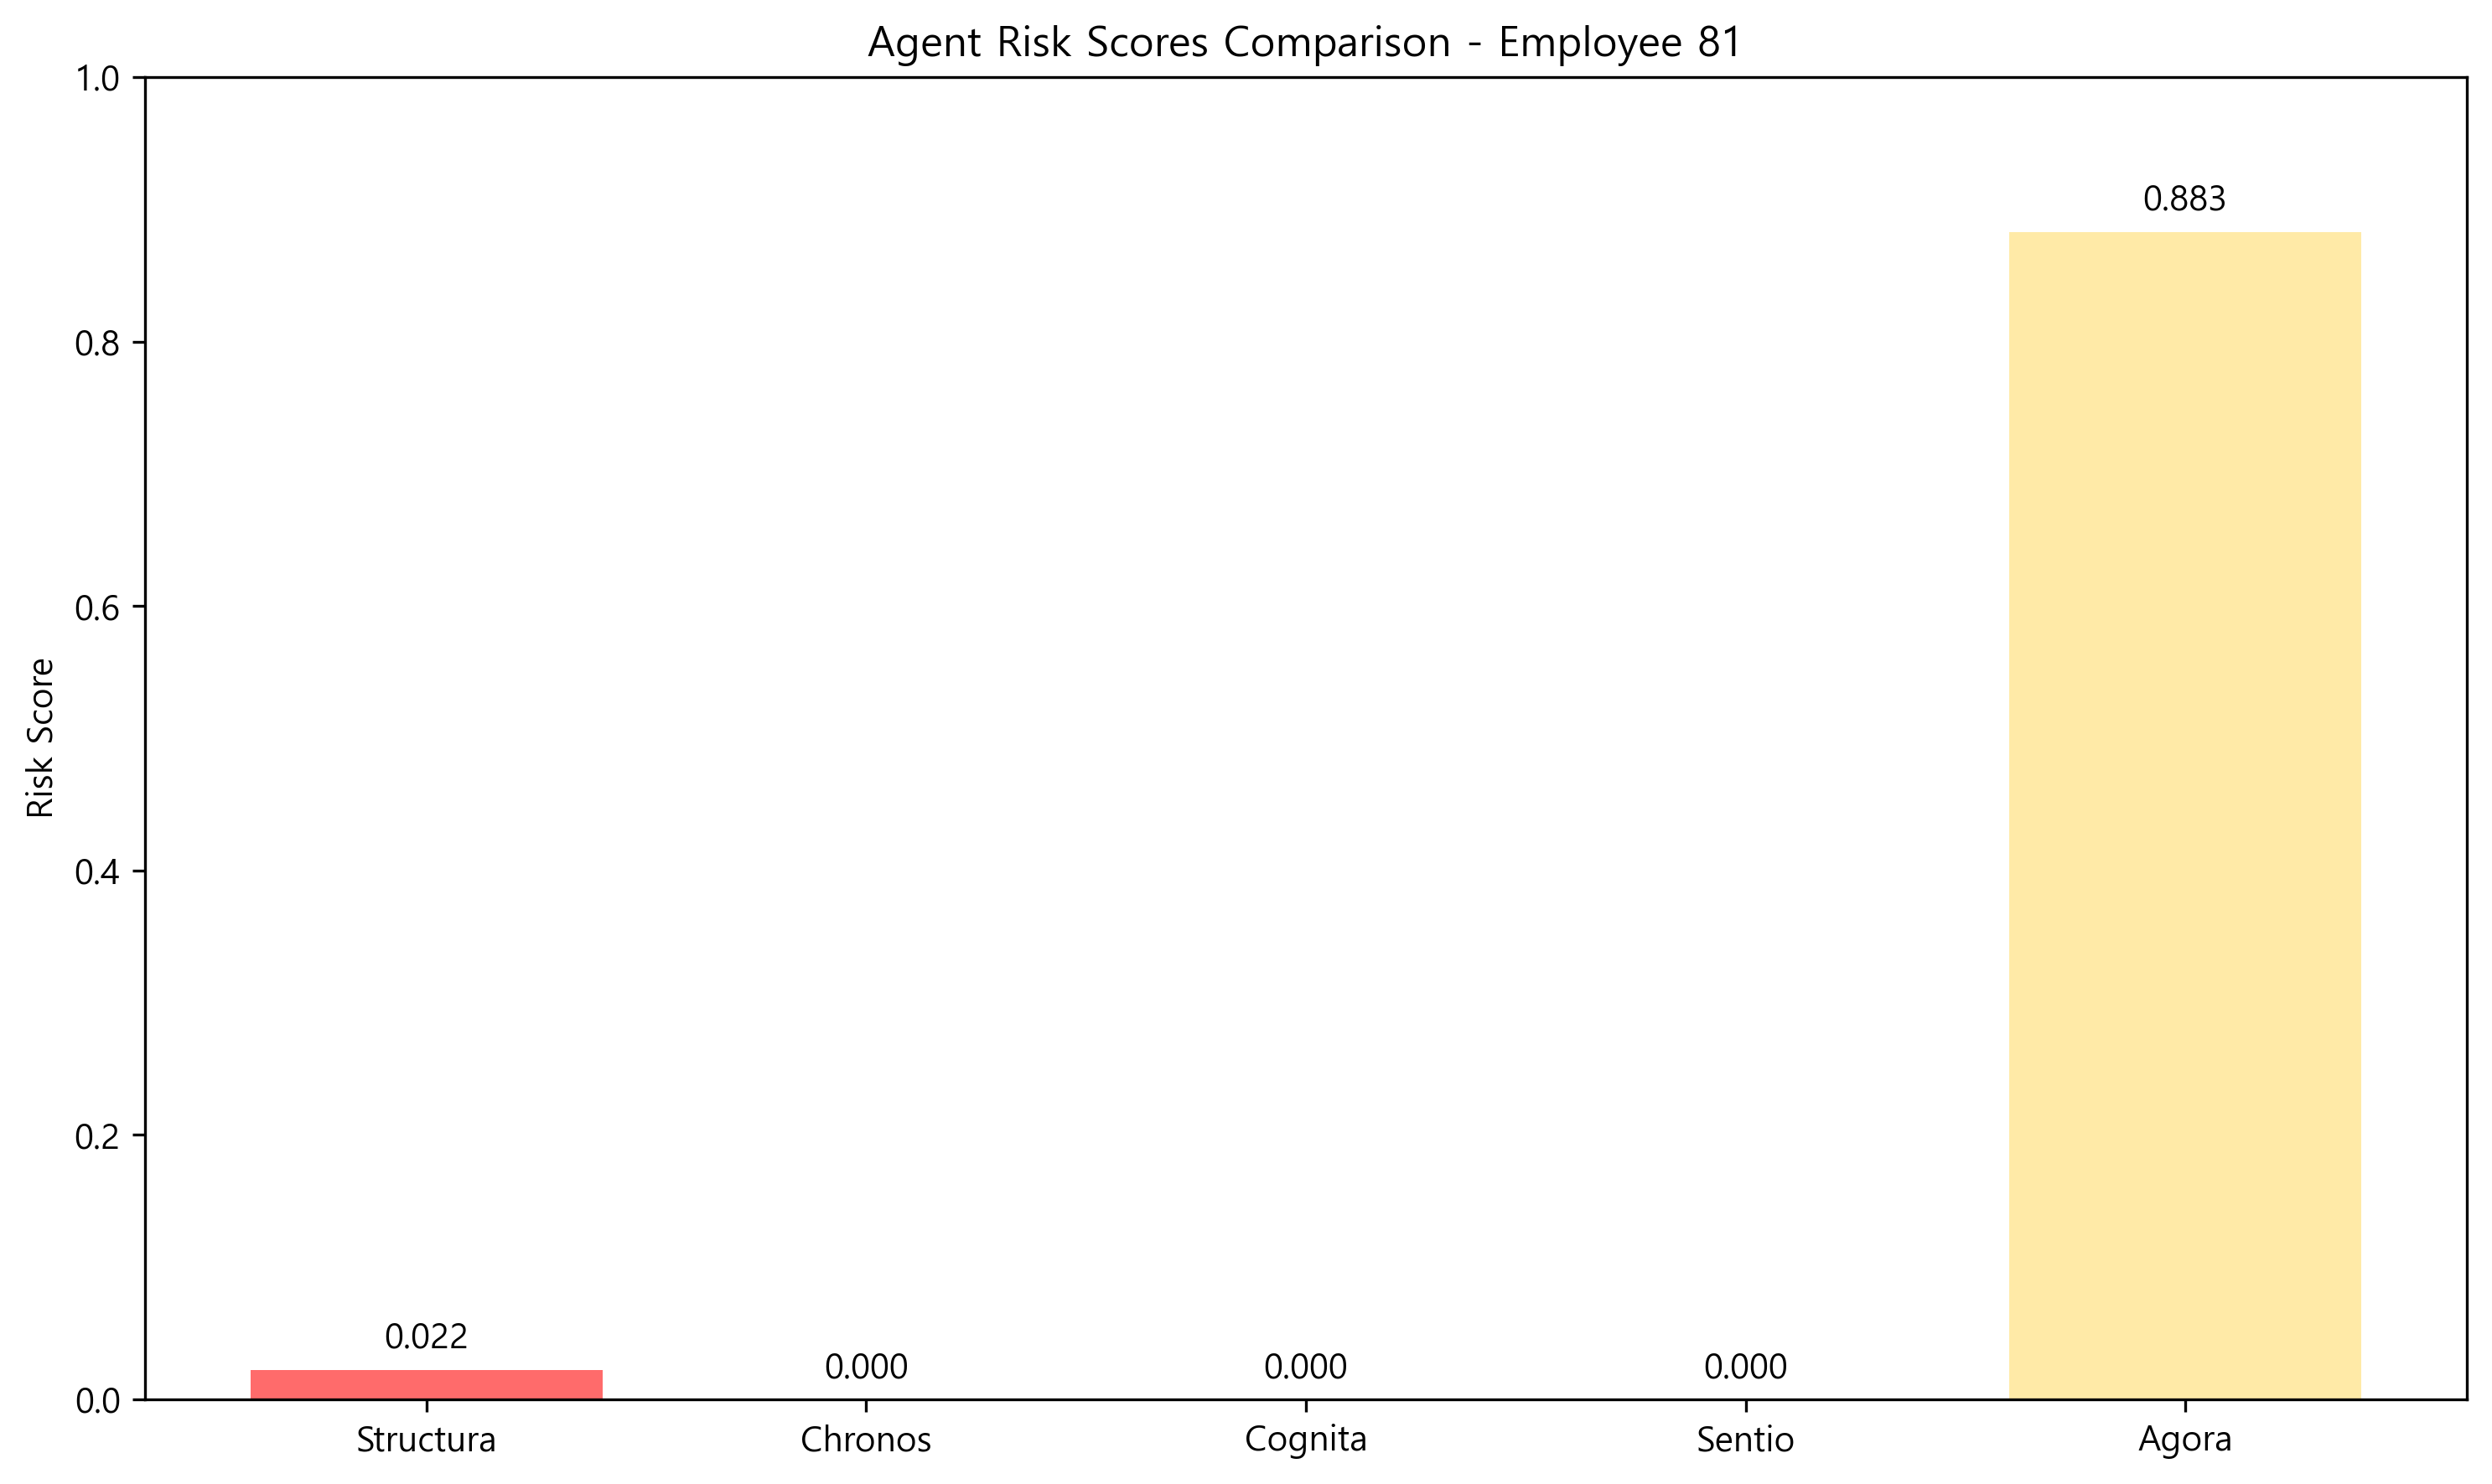 Agent Risk Scores Comparison - Employee 81
1.0
0.8
0.6
0.4
0.2
0.0
Risk Score
0.022
0.000
0.000
0.000
0.883
Structura
Chronos
Cognita
Sentio
Agora